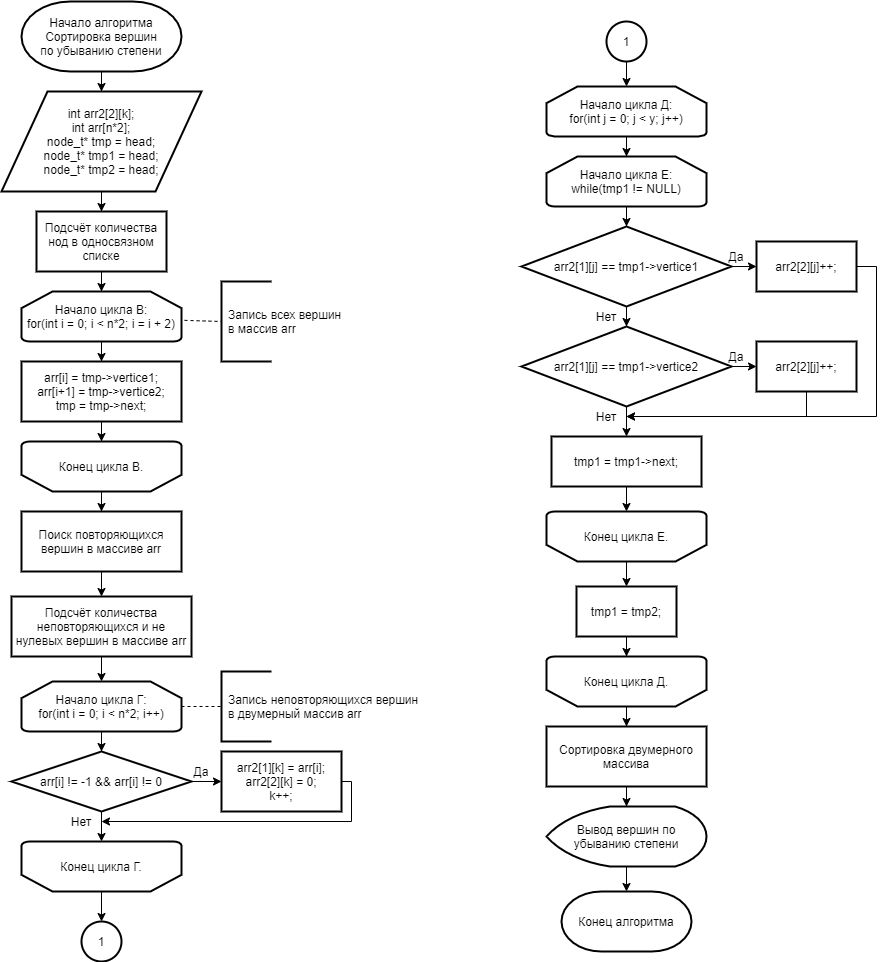 Начало алгоритма
Сортировка вершин
по убыванию степени
int arr2[2][k];
int arr[n*2];
node_t* tmp = head;
node_t* tmp1 = head;
node_t* tmp2 = head;
Подсчёт количества
нод в односвязном
списке
Начало цикла В:
for(int i = 0; i < n*2; i = i + 2)
Запись всех вершин
в массив arr
arr[i] = tmp->vertice1;
arr[i+1] = tmp->vertice2;
tmp = tmp->next;
Конец цикла В.
Поиск повторяющихся
вершин в массиве arr
Подсчёт количества
неповторяющихся и не
нулевых вершин в массиве arr
Начало цикла Г:
for(int i = 0; i < n*2; i++)
Запись неповторяющихся вершин
в двумерный массив arr
arr[i] != -1 && arr[i] != 0
Да
arr2[1][k] = arr[i];
arr2[2][k] = 0;
k++;
Нет
Конец цикла Г.
1
1
Начало цикла Д:
for(int j = 0; j < y; j++)
Начало цикла Е:
while(tmp1 != NULL)
arr2[1][j] == tmp1->vertice1
Да
arr2[2][j]++;
Нет
arr2[1][j] == tmp1->vertice2
Да
arr2[2][j]++;
Нет
tmp1 = tmp1->next;
Конец цикла Е.
tmp1 = tmp2;
Конец цикла Д.
Сортировка двумерного
массива
Вывод вершин по
убыванию степени
Конец алгоритма